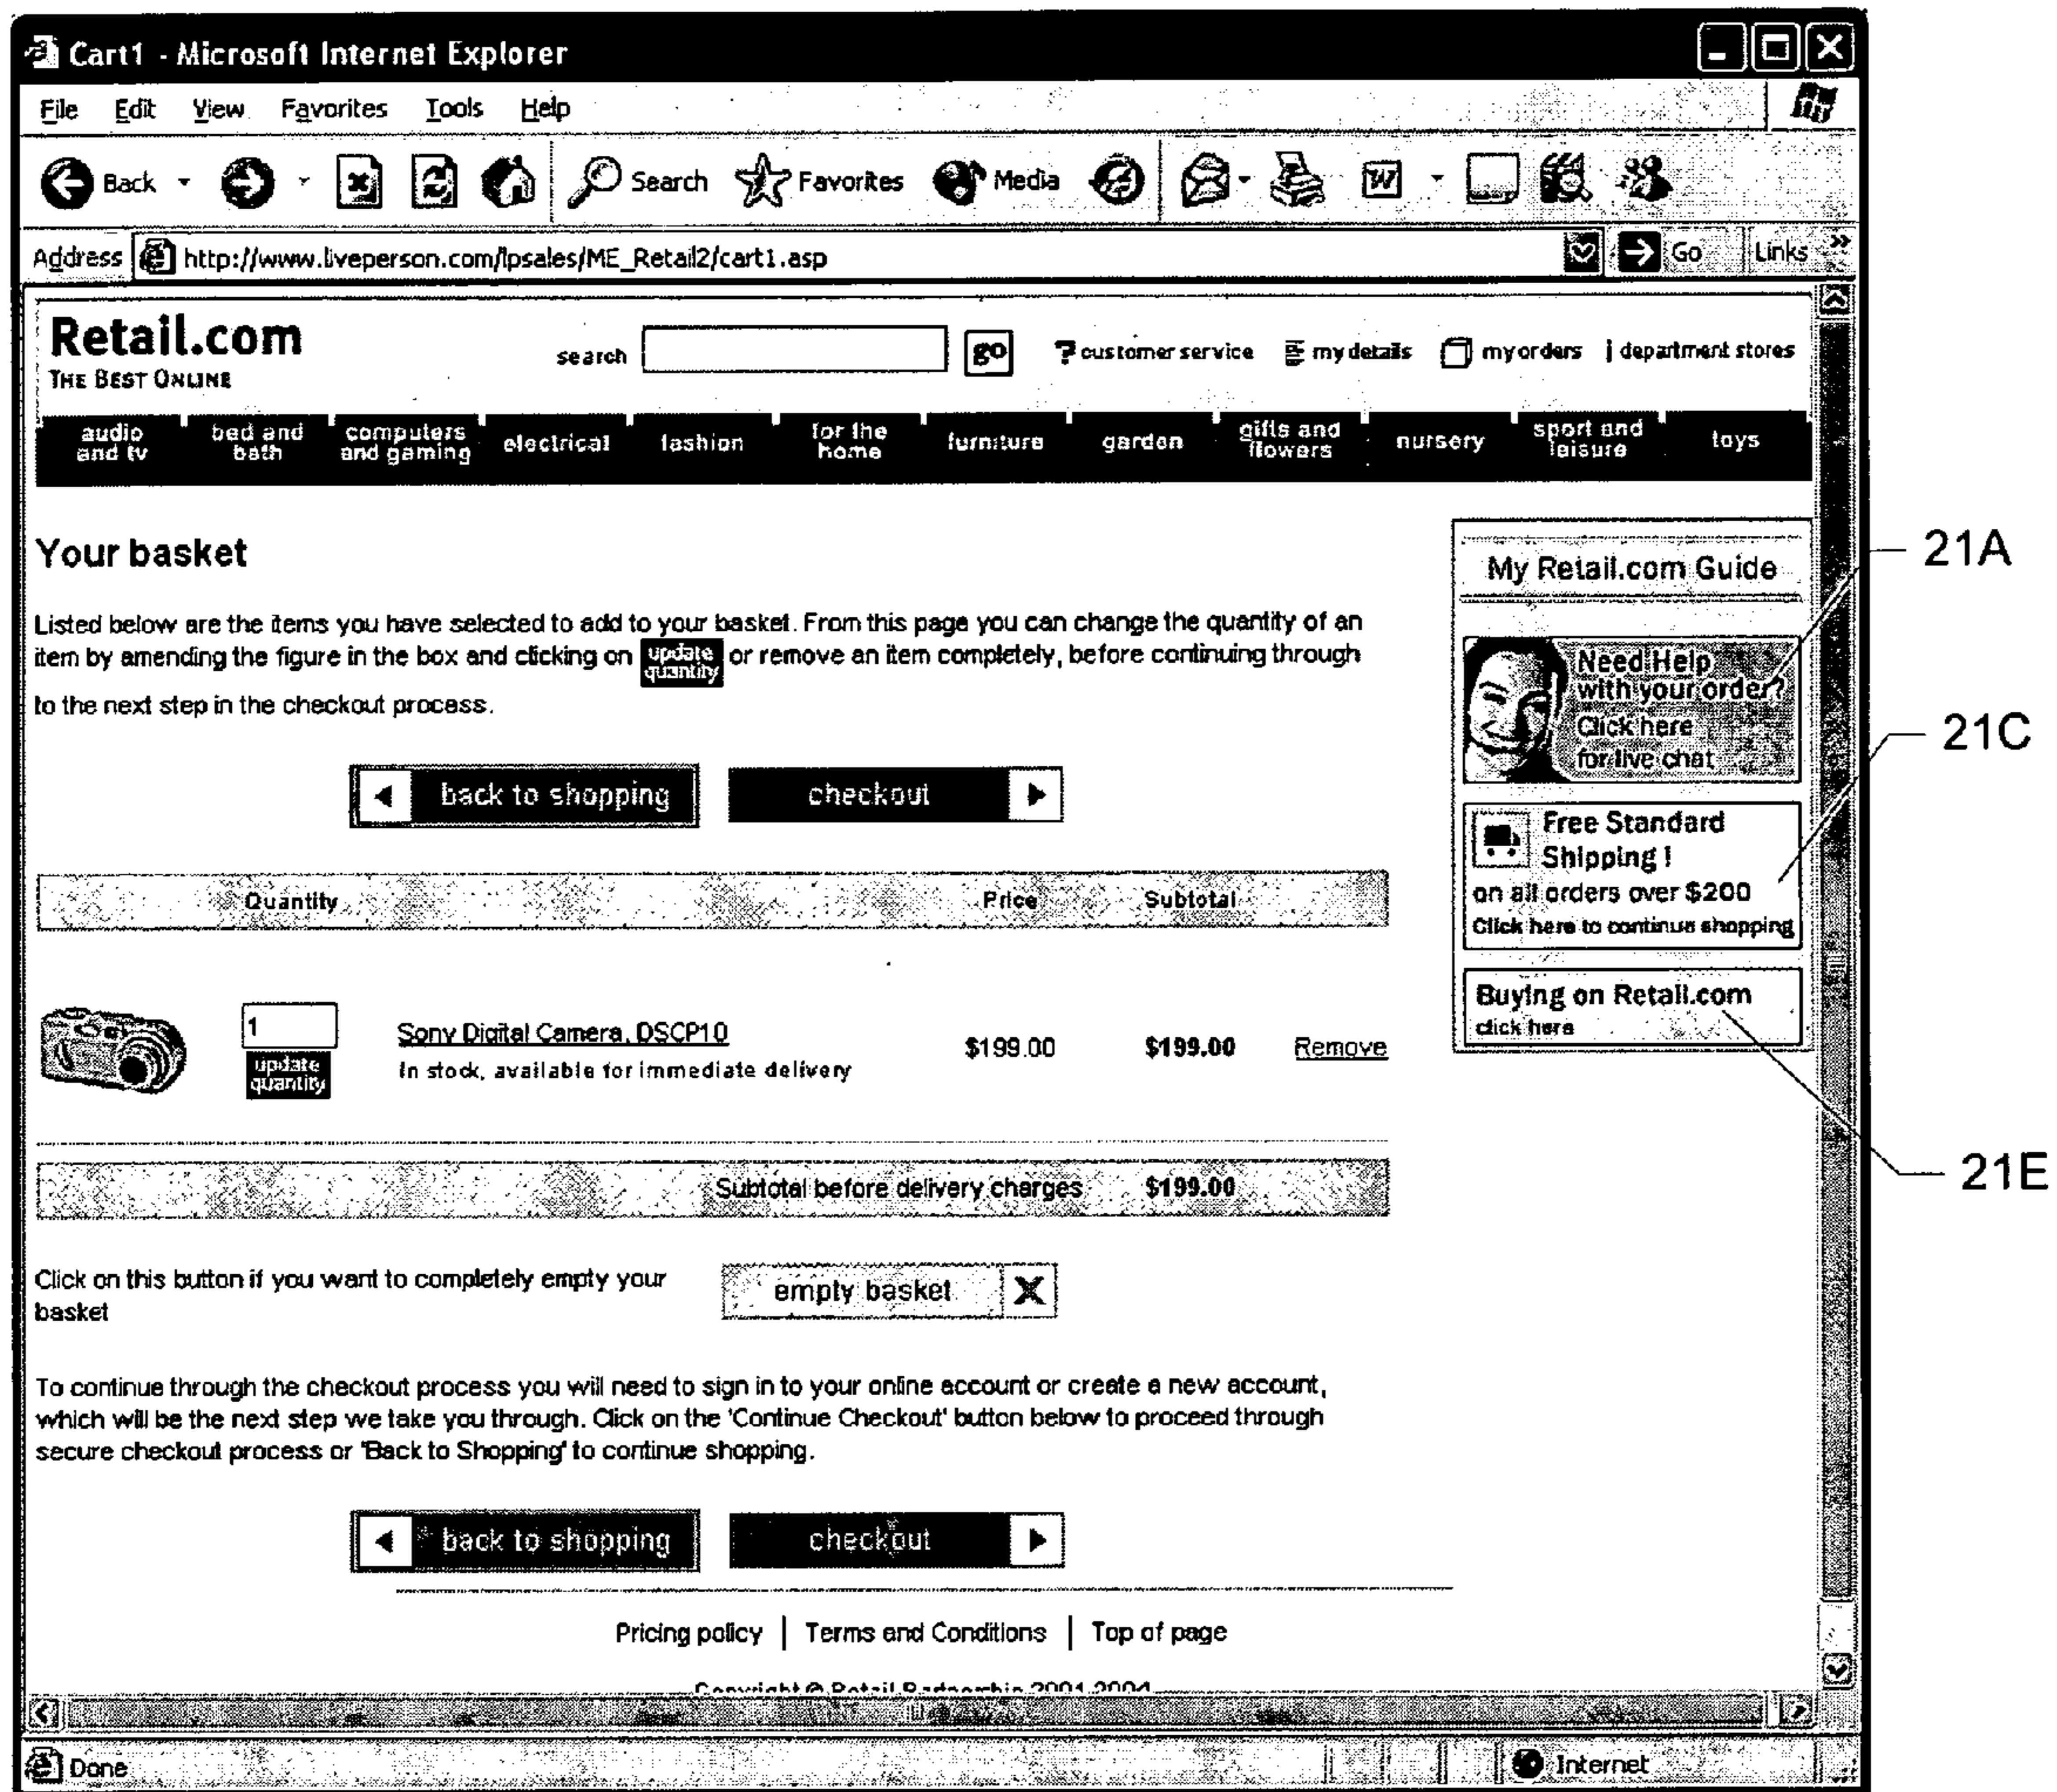 Cart1 - Microsoft Internet Explorer
File Edit View Favorites Tools Help
Back Search Favorites Media
Address http://www.liveperson.com/lpsales/ME_Retail2/cart1.asp Go Links
Retail.com
THE BEST ONLINE
search go ? customer service my details my orders i department stores
audio and tv bed and bath computers and gaming electrical fashion for the home furniture garden gifts and flowers nursery sport and leisure toys
Your basket
Listed below are the items you have selected to add to your basket. From this page you can change the quantity of an
item by amending the figure in the box and clicking on update quantity or remove an item completely, before continuing through
to the next step in the checkout process.
back to shopping checkout
Quantity Price Subtotal
1
update quantity
Sony Digital Camera, DSCP10 $199.00 $199.00 Remove
In stock, available for immediate delivery
Subtotal before delivery charges $199.00
Click on this button if you want to completely empty your
basket
empty basket X
To continue through the checkout process you will need to sign in to your online account or create a new account,
which will be the next step we take you through. Click on the 'Continue Checkout' button below to proceed through
secure checkout process or 'Back to Shopping' to continue shopping.
back to shopping checkout
Pricing policy | Terms and Conditions | Top of page
Copyright © Retail 2001-2004
My Retail.com Guide
Need Help
with your order?
Click here
for live chat
Free Standard
Shipping !
on all orders over $200
Click here to continue shopping
Buying on Retail.com
click here
21A
21C
21E
Done Internet